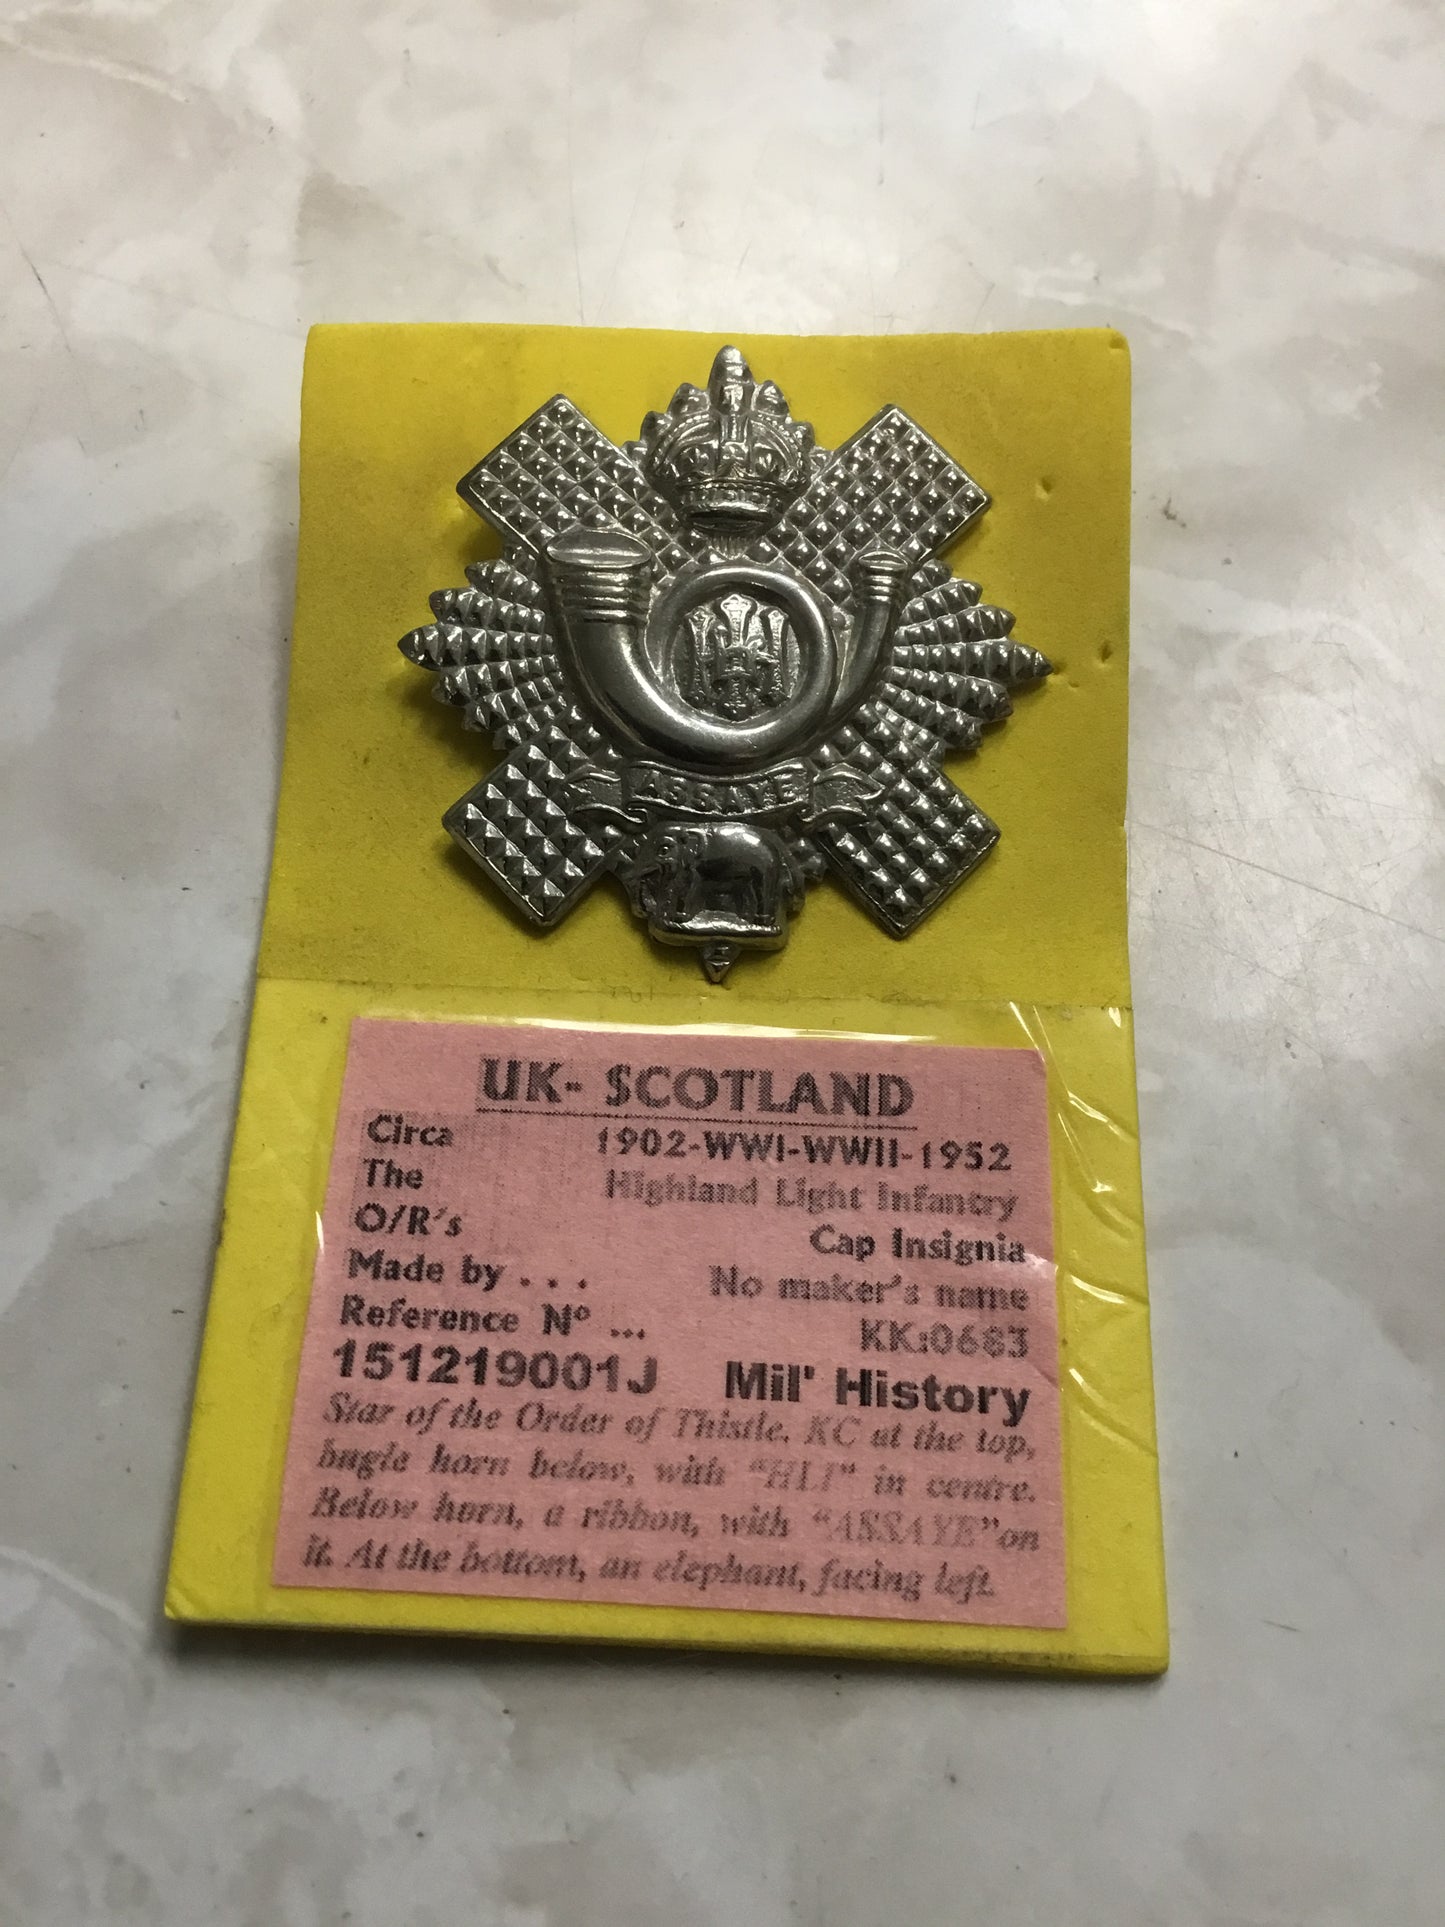 HLI
ASSAYE
UK- SCOTLAND
Circa 1902-WWI-WWII-1952
The Highland Light Infantry
O/R's Cap Insignia
Made by . . . No maker's name
Reference Nº ... KK:0683
151219001J Mil' History
Star of the Order of Thistle, KC at the top,
bugle horn below, with "HLI" in centre.
Below horn, a ribbon, with "ASSAYE" on
it. At the bottom, an elephant, facing left.